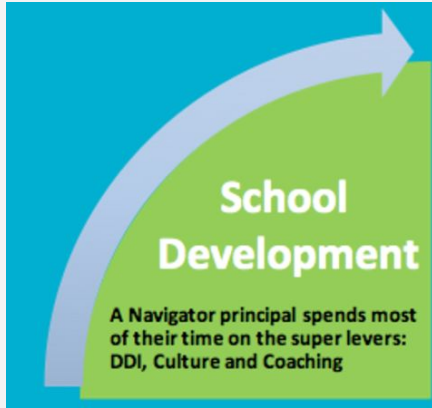 School
Development
A Navigator principal spends most
of their time on the super levers:
DDI, Culture and Coaching